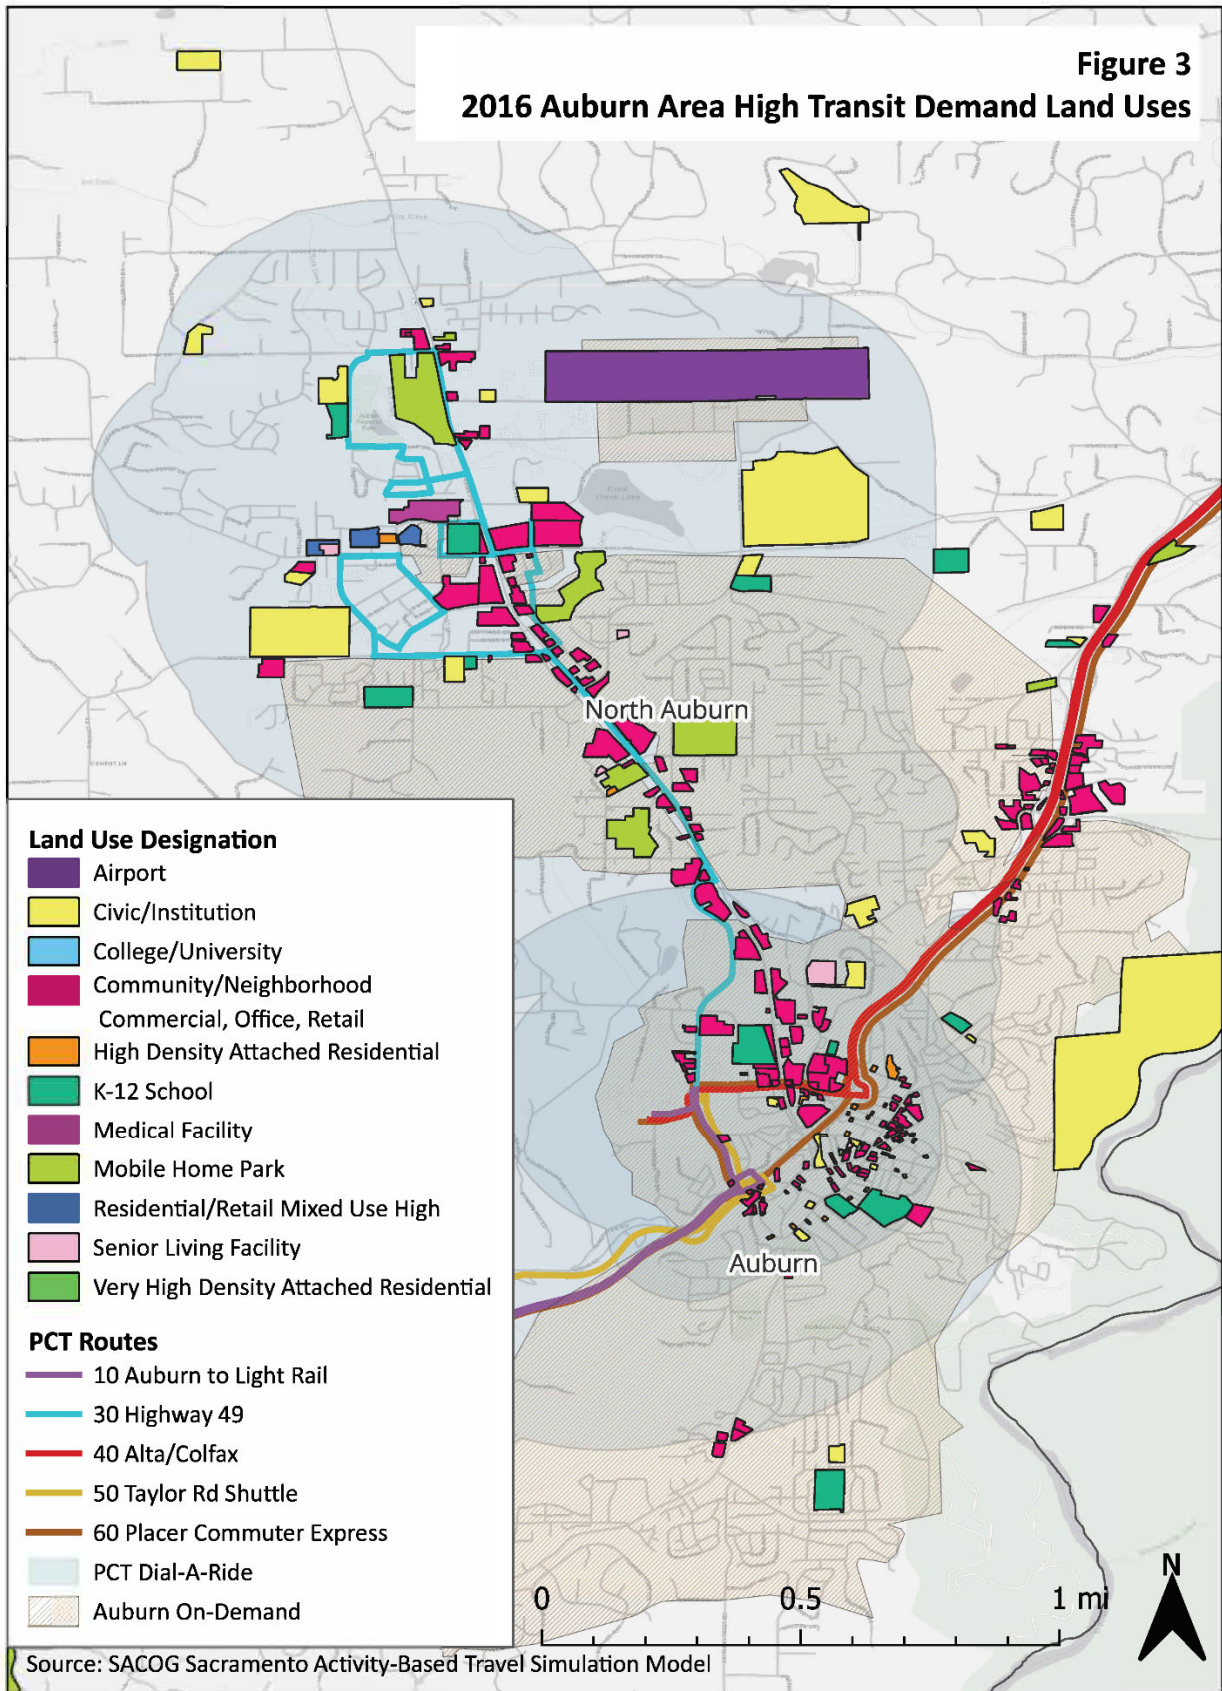 Figure 3
2016 Auburn Area High Transit Demand Land Uses
North Auburn
Auburn
Land Use Designation
Airport
Civic/Institution
College/University
Community/Neighborhood
Commercial, Office, Retail
High Density Attached Residential
K-12 School
Medical Facility
Mobile Home Park
Residential/Retail Mixed Use High
Senior Living Facility
Very High Density Attached Residential
PCT Routes
10 Auburn to Light Rail
30 Highway 49
40 Alta/Colfax
50 Taylor Rd Shuttle
60 Placer Commuter Express
PCT Dial-A-Ride
Auburn On-Demand
0 0.5 1 mi
N
Source: SACOG Sacramento Activity-Based Travel Simulation Model